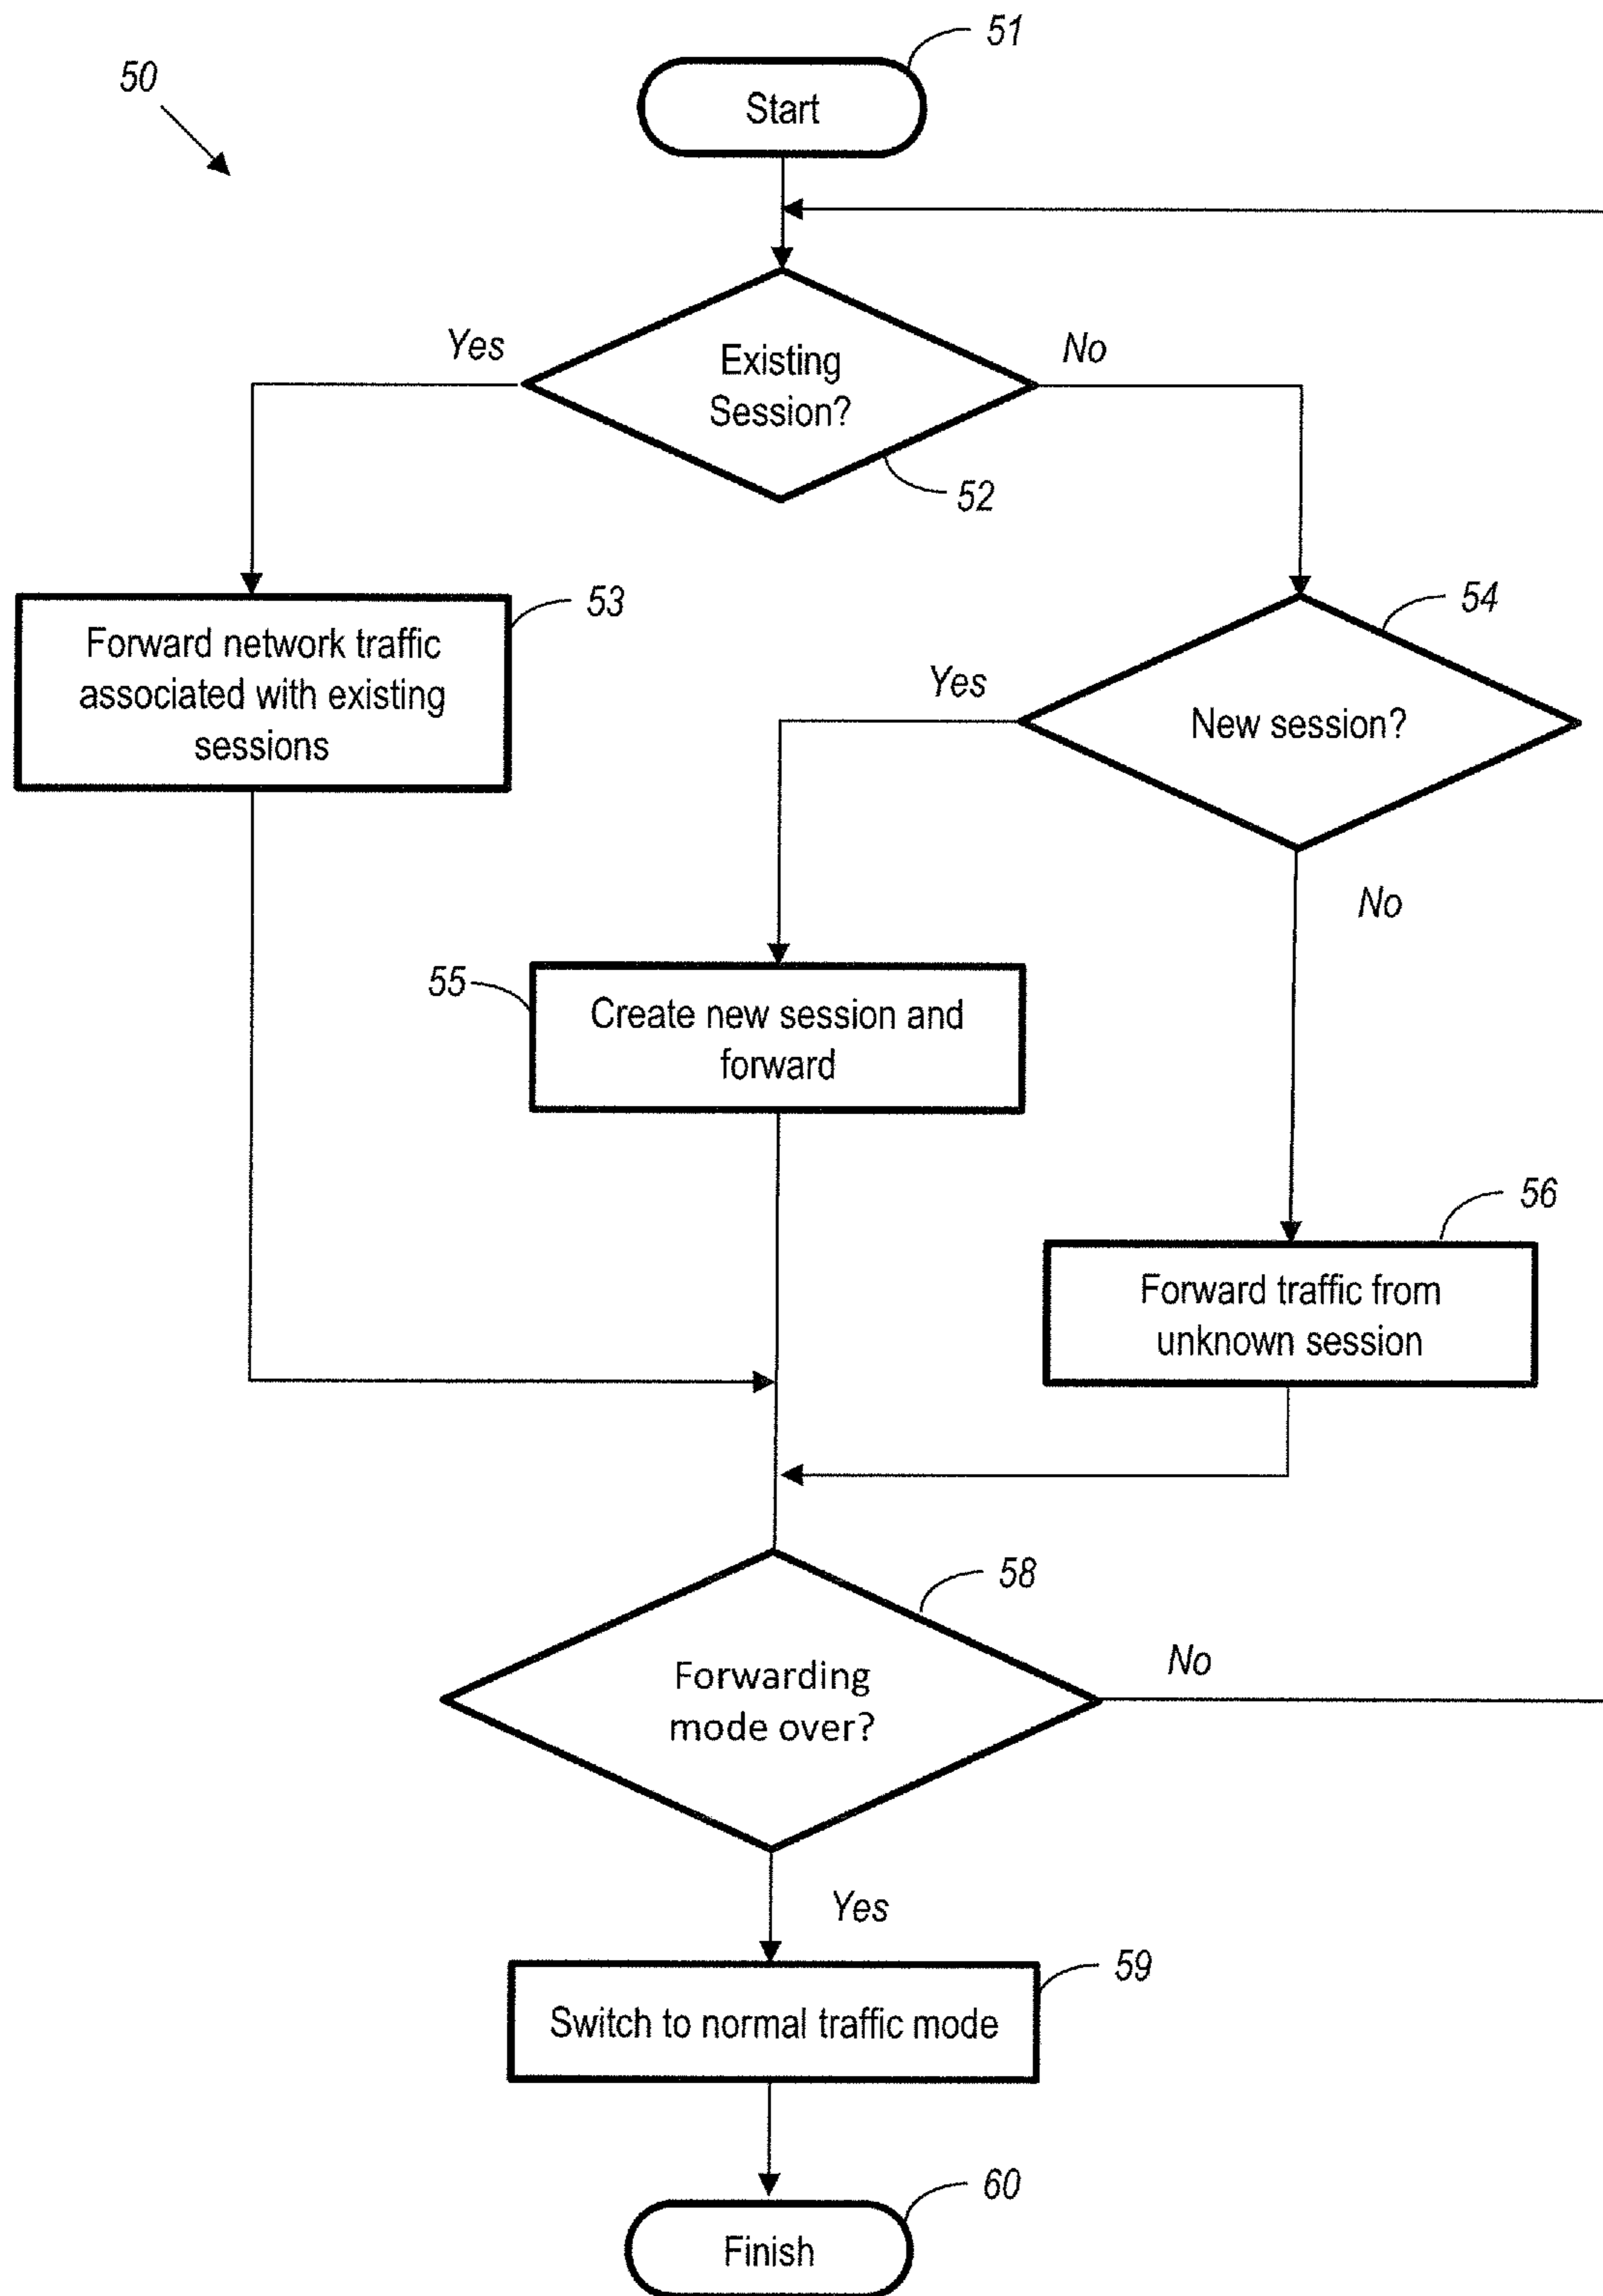 51
50
Start
Yes
No
Existing
Session?
52
53
54
Forward network traffic
associated with existing
sessions
Yes
New session?
No
55
Create new session and
forward
56
Forward traffic from
unknown session
58
No
Forwarding
mode over?
Yes
59
Switch to normal traffic mode
60
Finish